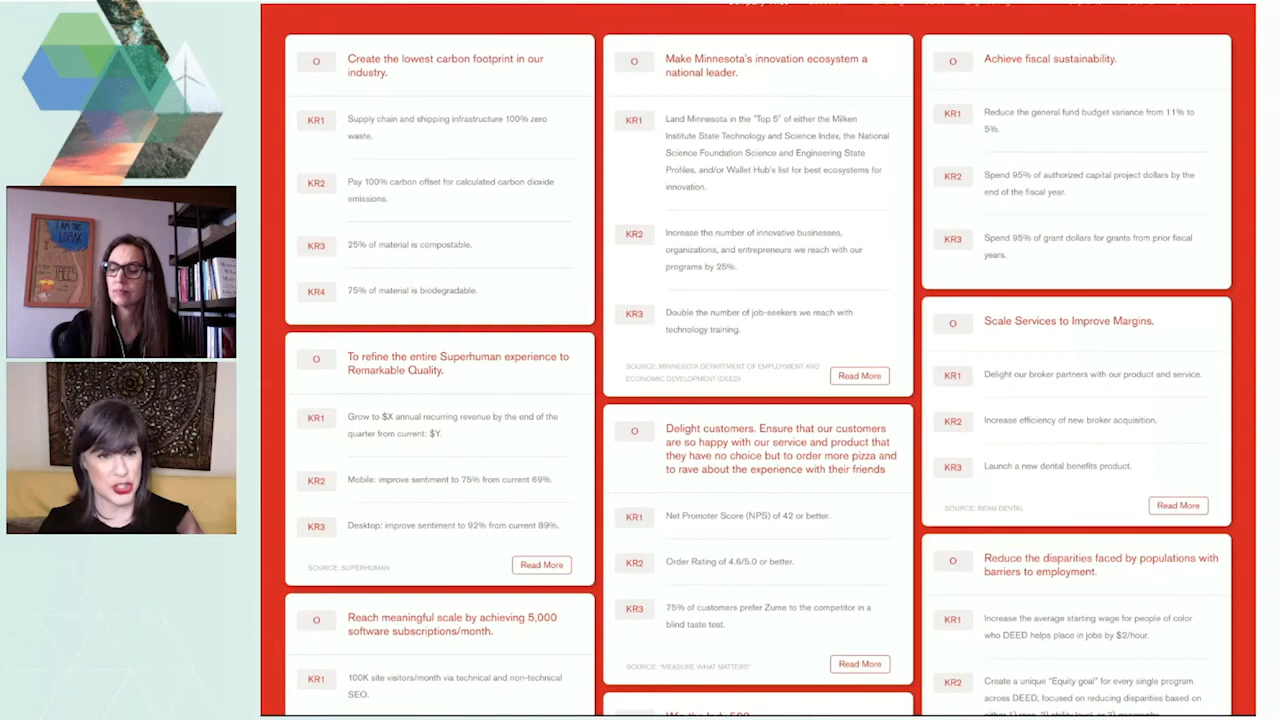 I AM THE
LORAX
TREES
Create the lowest carbon footprint in our
industry.
O
KR1
Supply chain and shipping infrastructure 100% zero
waste.
KR2
Pay 100% carbon offset for calculated carbon dioxide
emissions.
KR3
25% of material is compostable.
KR4
75% of material is biodegradable.
O
To refine the entire Superhuman experience to
Remarkable Quality.
KR1
Grow to $X annual recurring revenue by the end of the
quarter from current: $Y.
KR2
Mobile: improve sentiment to 75% from current 69%.
KR3
Desktop: improve sentiment to 92% from current 89%.
SOURCE: SUPERHUMAN
Read More
O
Reach meaningful scale by achieving 5,000
software subscriptions/month.
KR1
100K site visitors/month via technical and non-technical
SEO.
O
Make Minnesota's innovation ecosystem a
national leader.
KR1
Land Minnesota in the "Top 5" of either the Milken
Institute State Technology and Science Index, the National
Science Foundation Science and Engineering State
Profiles, and/or Wallet Hub's list for best ecosystems for
innovation.
KR2
Increase the number of innovative businesses,
organizations, and entrepreneurs we reach with our
programs by 25%.
KR3
Double the number of job-seekers we reach with
technology training.
SOURCE: MINNESOTA DEPARTMENT OF EMPLOYMENT AND
ECONOMIC DEVELOPMENT (DEED)
Read More
O
Delight customers. Ensure that our customers
are so happy with our service and product that
they have no choice but to order more pizza and
to rave about the experience with their friends
KR1
Net Promoter Score (NPS) of 42 or better.
KR2
Order Rating of 4.6/5.0 or better.
KR3
75% of customers prefer Zume to the competitor in a
blind taste test.
SOURCE: "MEASURE WHAT MATTERS"
Read More
O
Achieve fiscal sustainability.
KR1
Reduce the general fund budget variance from 11% to
5%.
KR2
Spend 95% of authorized capital project dollars by the
end of the fiscal year.
KR3
Spend 95% of grant dollars for grants from prior fiscal
years.
O
Scale Services to Improve Margins.
KR1
Delight our broker partners with our product and service.
KR2
Increase efficiency of new broker acquisition.
KR3
Launch a new dental benefits product.
SOURCE: BEAM DENTAL
Read More
O
Reduce the disparities faced by populations with
barriers to employment.
KR1
Increase the average starting wage for people of color
who DEED helps place in jobs by $2/hour.
KR2
Create a unique "Equity goal" for every single program
across DEED, focused on reducing disparities based on